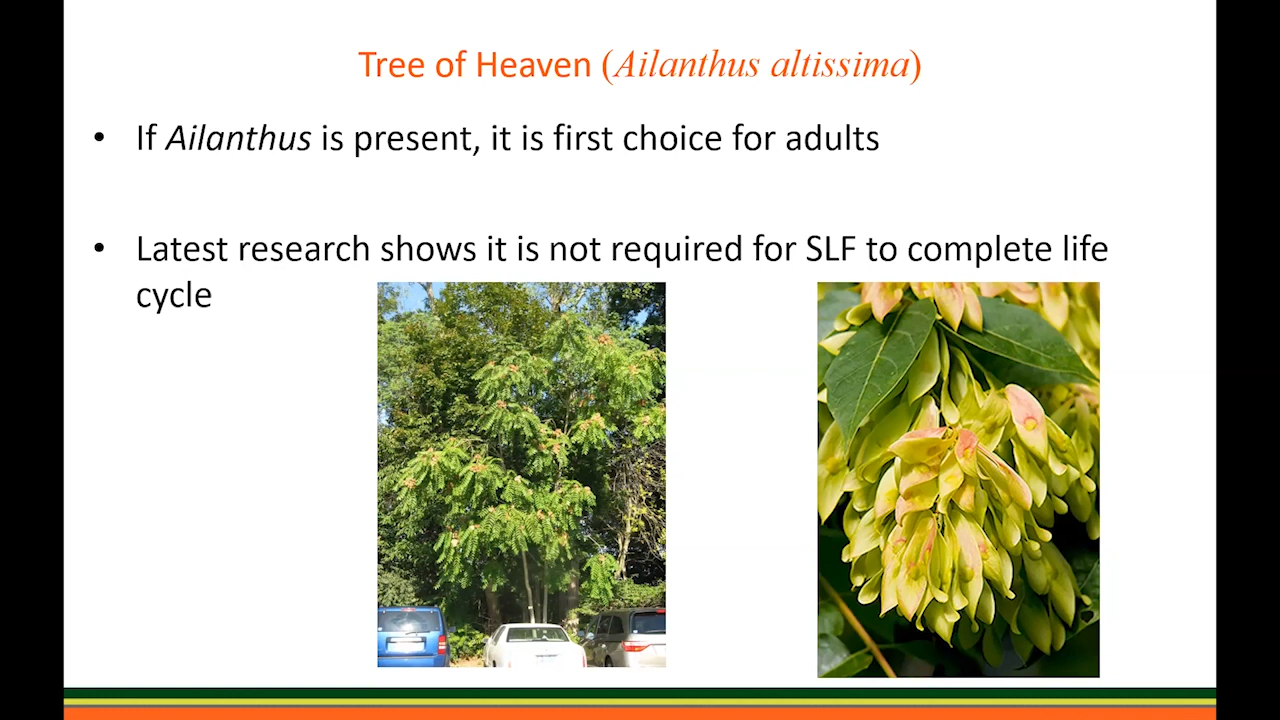 Tree of Heaven (Ailanthus altissima)
• If Ailanthus is present, it is first choice for adults
• Latest research shows it is not required for SLF to complete life
cycle